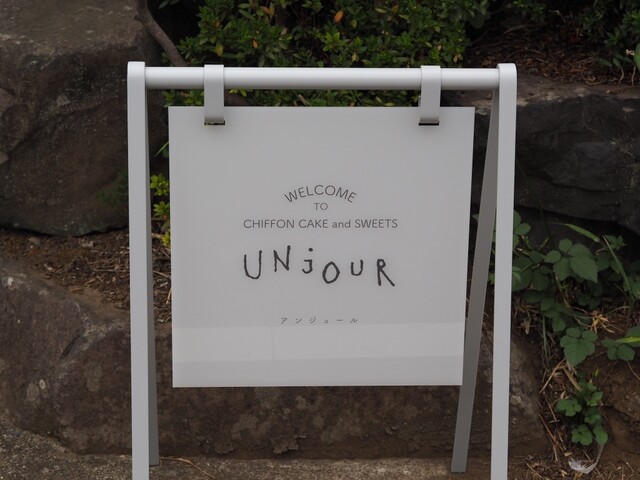 WELCOME
TO
CHIFFON CAKE and SWEETS
UNjOUR
アンジュール